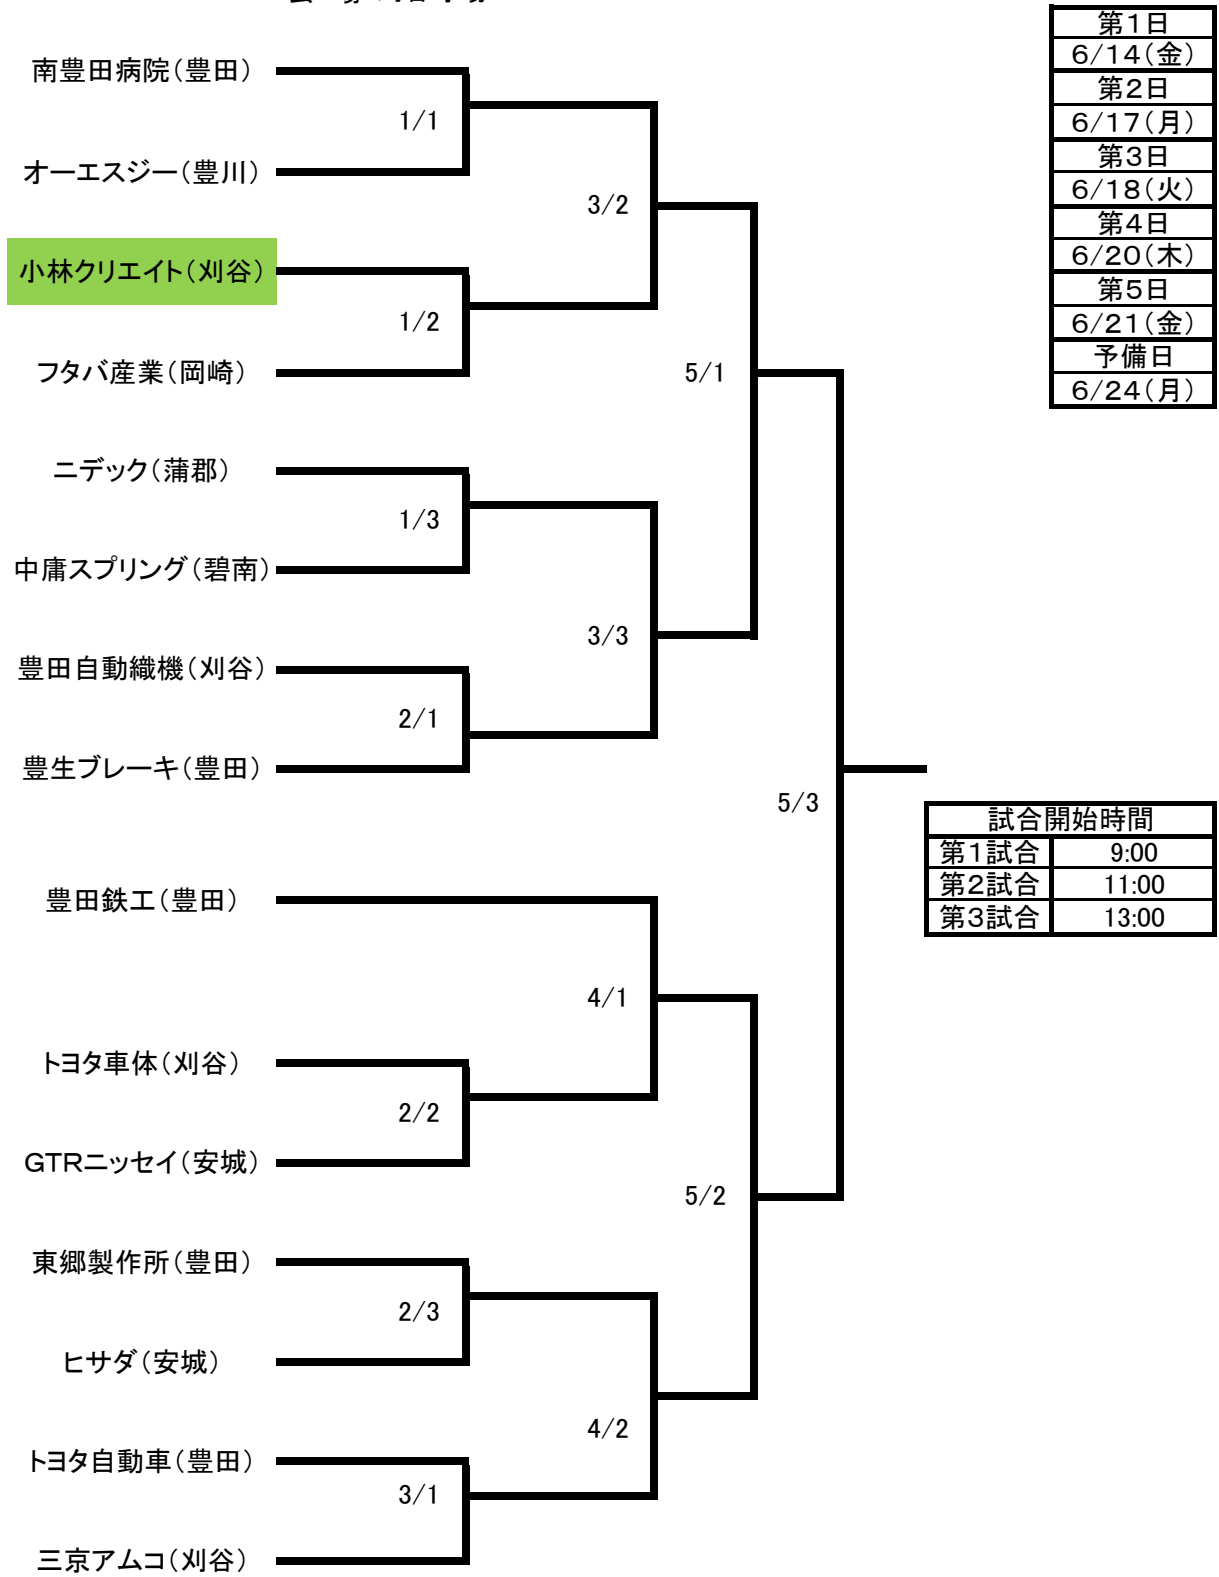 第1日
6/14(金)
南豊田病院(豊田)
第2日
1/1
6/17(月)
第3日
オーエスジー(豊川)
6/18(火)
3/2
第4日
6/20(木)
小林クリエイト(刈谷)
第5日
1/2
6/21(金)
予備日
フタバ産業(岡崎)
5/1
6/24(月)
ニデック(蒲郡)
1/3
中庸スプリング(碧南)
3/3
豊田自動織機(刈谷)
2/1
豊生ブレーキ(豊田)
5/3
試合開始時間
第1試合 9:00
第2試合 11:00
第3試合 13:00
豊田鉄工(豊田)
4/1
トヨタ車体(刈谷)
2/2
GTRニッセイ(安城)
5/2
東郷製作所(豊田)
2/3
ヒサダ(安城)
4/2
トヨタ自動車(豊田)
3/1
三京アムコ(刈谷)